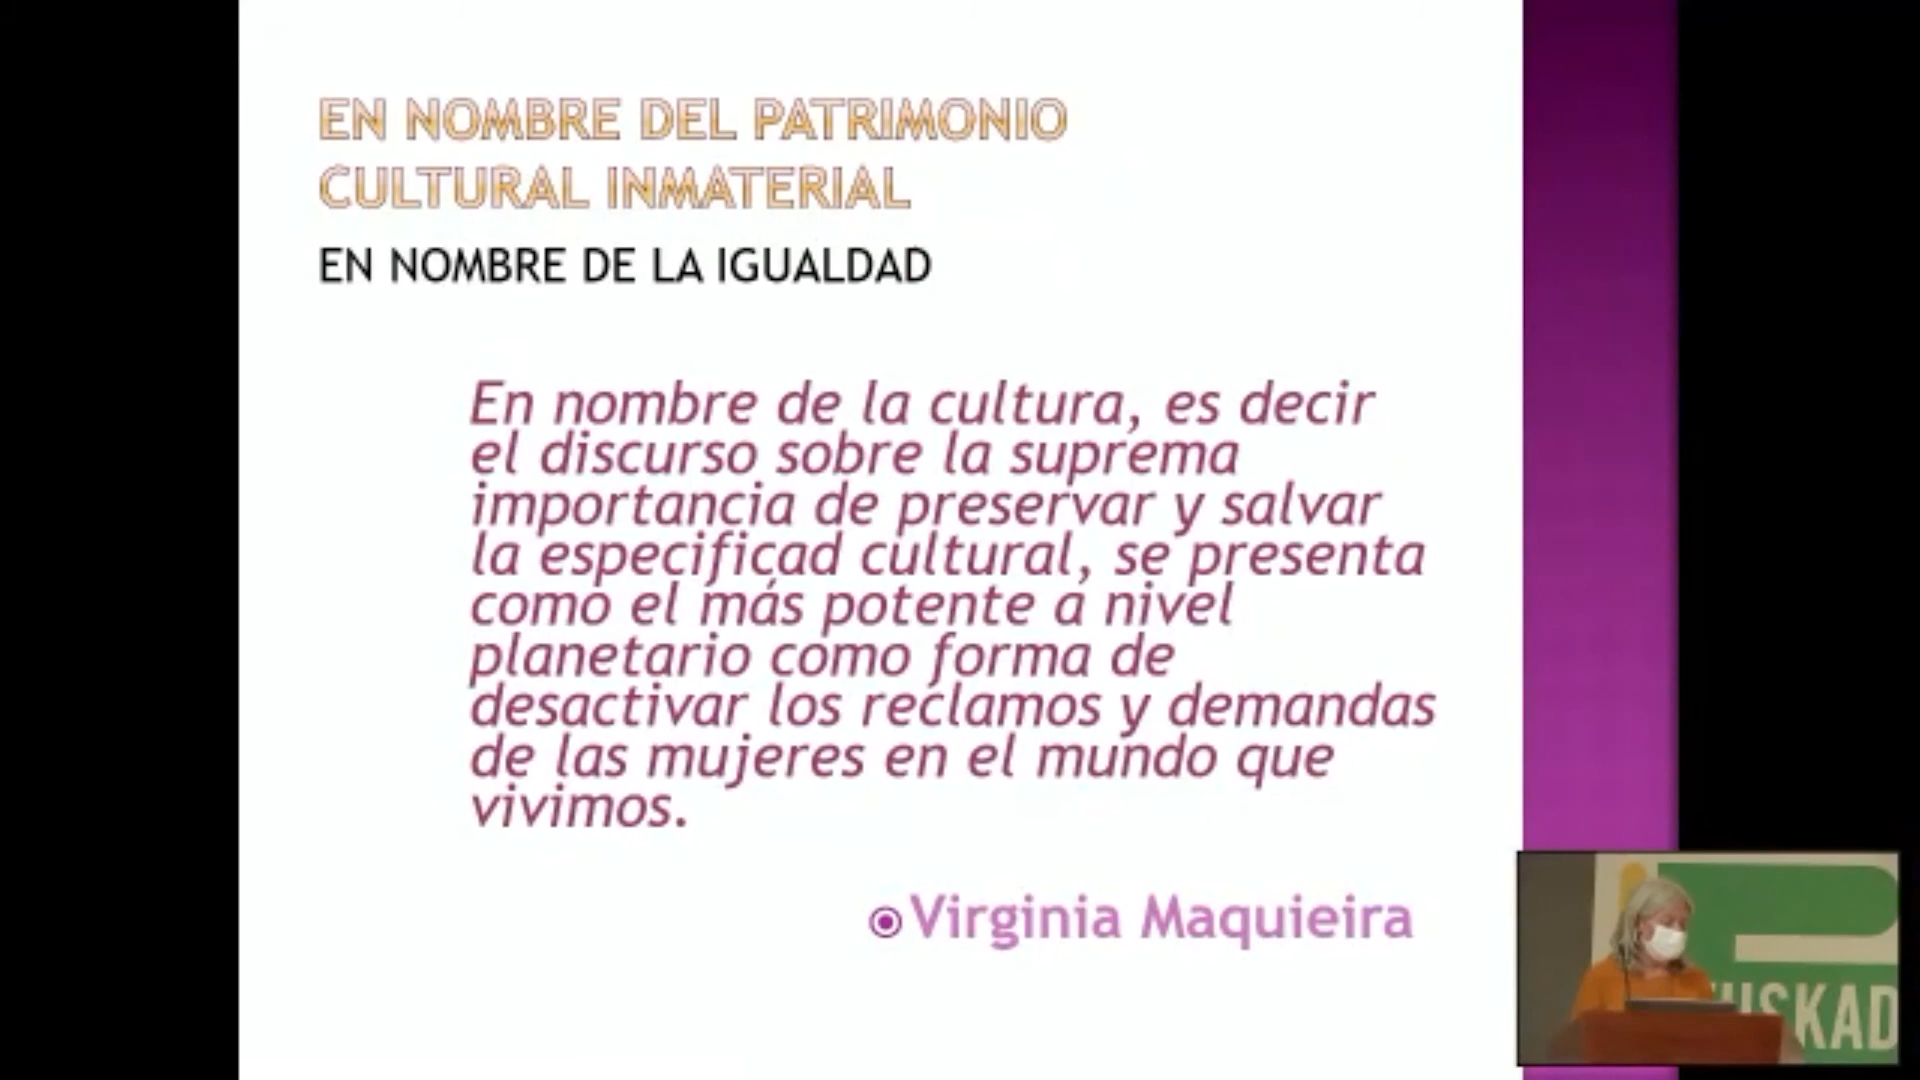 EN NOMBRE DEL PATRIMONIO
CULTURAL INMATERIAL
EN NOMBRE DE LA IGUALDAD
En nombre de la cultura, es decir
el discurso sobre la suprema
importancia de preservar y salvar
la especificad cultural, se presenta
como el más potente a nivel
planetario como forma de
desactivar los reclamos y demandas
de las mujeres en el mundo que
vivimos.
Virginia Maquieira